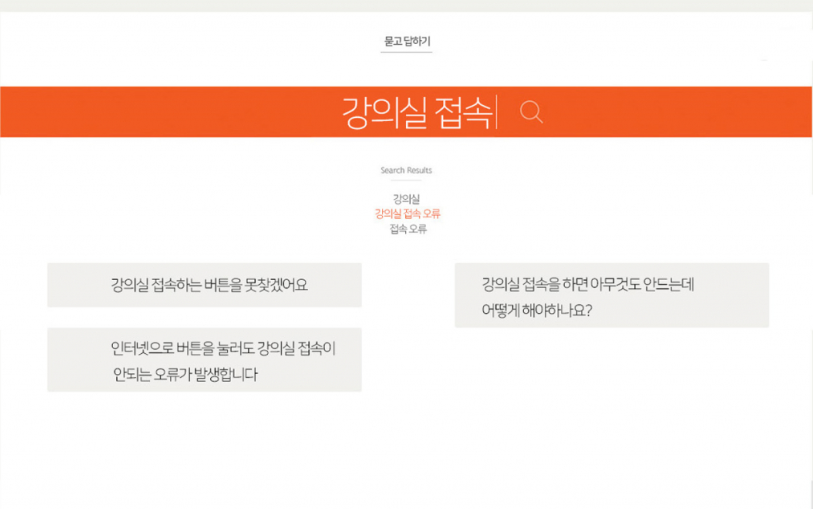 묻고 답하기
강의실 접속
Search Results
강의실
강의실 접속 오류
접속 오류
강의실 접속하는 버튼을 못찾겠어요
인터넷으로 버튼을 눌러도 강의실 접속이
안되는 오류가 발생합니다
강의실 접속을 하면 아무것도 안드는데
어떻게 해야하나요?